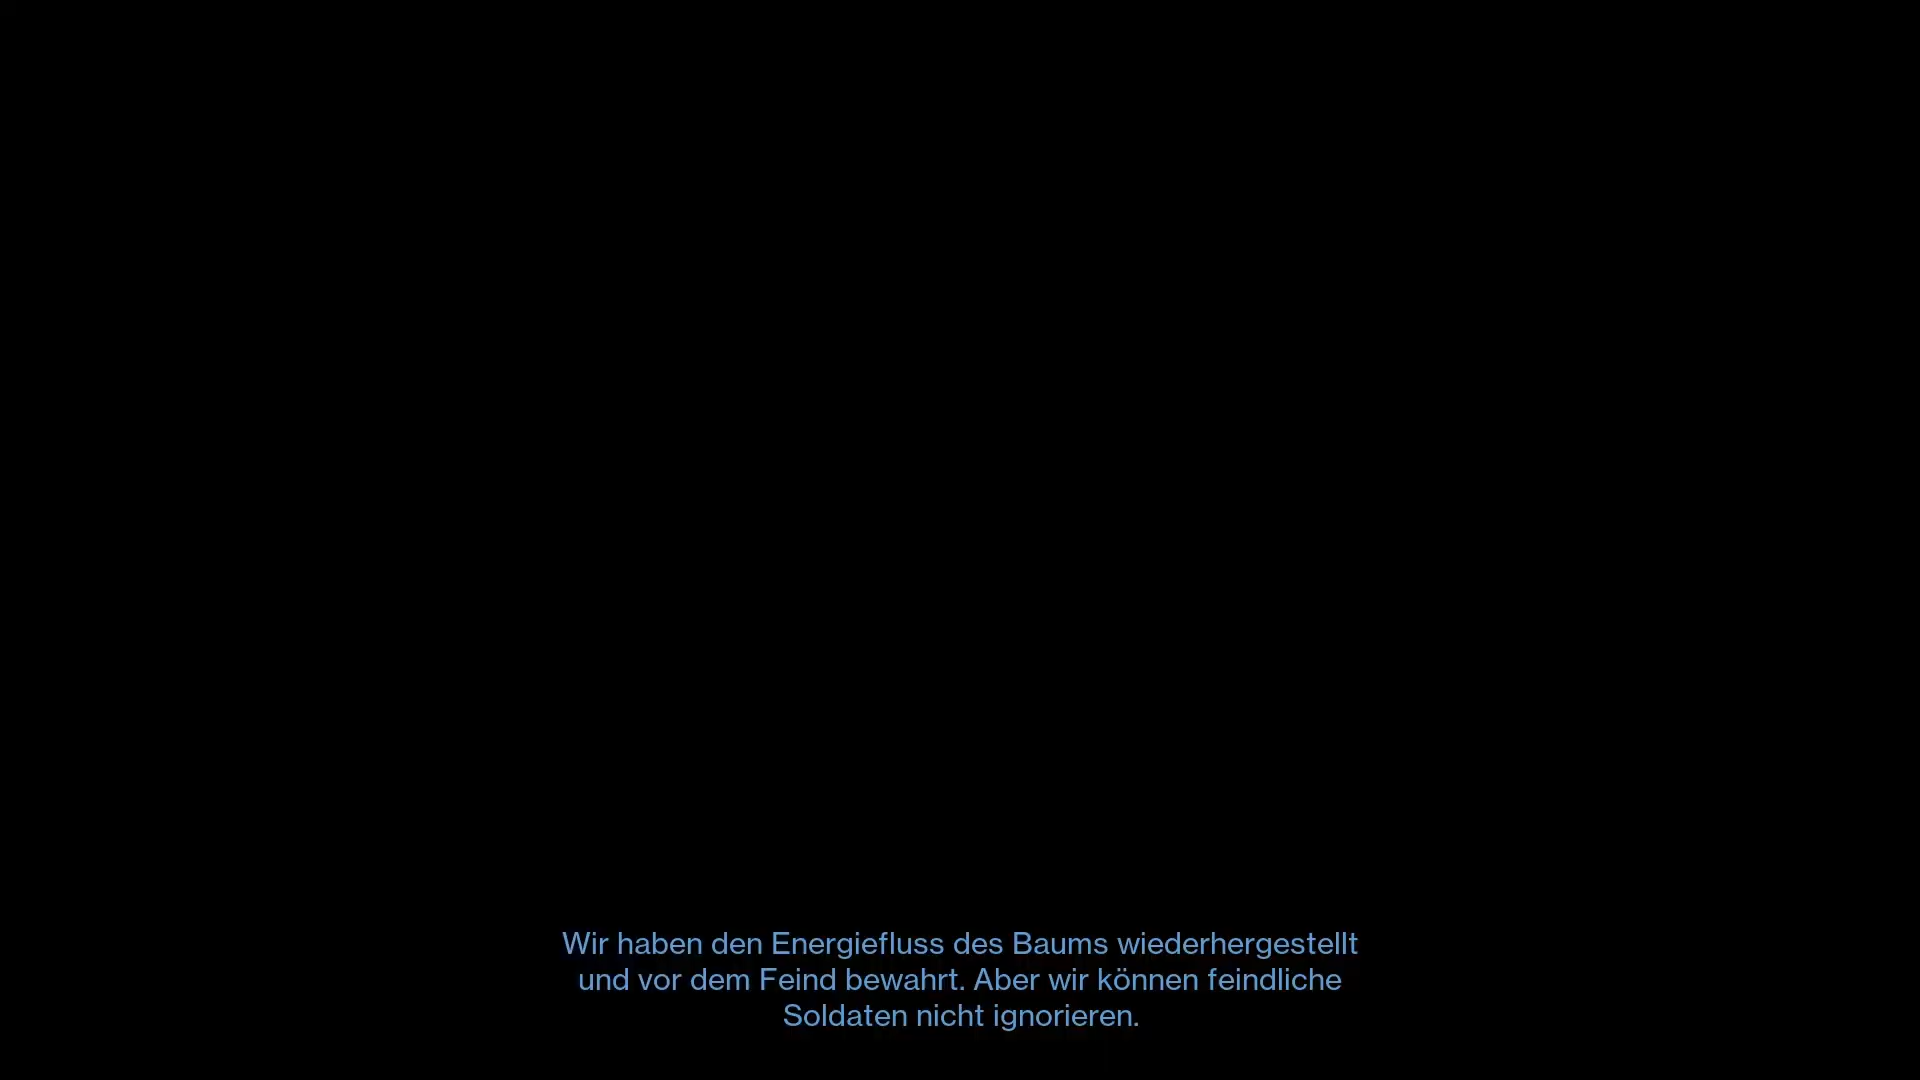 Wir haben den Energiefluss des Baums wiederhergestellt
und vor dem Feind bewahrt. Aber wir können feindliche
Soldaten nicht ignorieren.